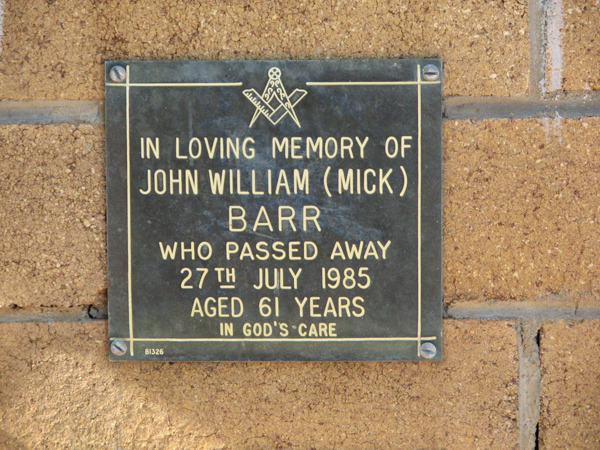 IN LOVING MEMORY OF
JOHN WILLIAM (MICK)
BARR
WHO PASSED AWAY
27TH JULY 1985
AGED 61 YEARS
IN GOD'S CARE
81326